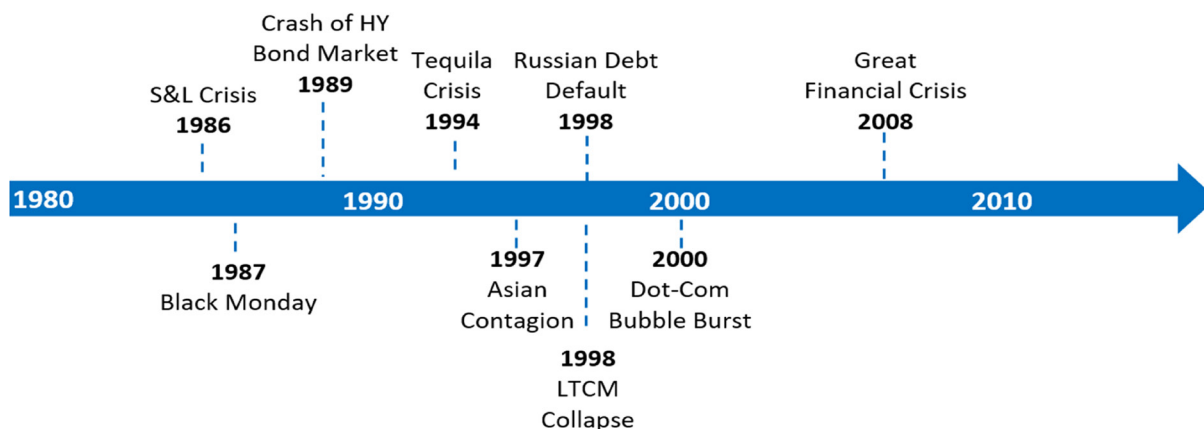 Crash of HY
Bond Market
1989
S&L Crisis
1986
Tequila
Crisis
1994
Russian Debt
Default
1998
Great
Financial Crisis
2008
1980
1990
2000
2010
1987
Black Monday
1997
Asian
Contagion
1998
LTCM
Collapse
2000
Dot-Com
Bubble Burst